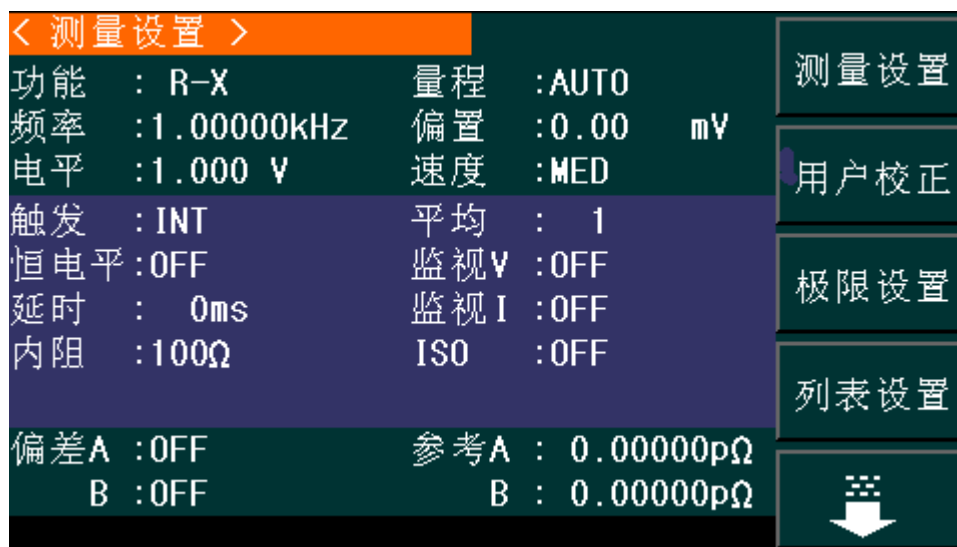 < 测量设置 >
功能 : R-X 量程 :AUTO
频率 :1.00000kHz 偏置 :0.00 mV
电平 :1.000 V 速度 :MED
触发 :INT 平均 : 1
恒电平:OFF 监视V :OFF
延时 : 0ms 监视I :OFF
内阻 :100Ω ISO :OFF
偏差A :OFF 参考A : 0.00000pΩ
B :OFF B : 0.00000pΩ
测量设置
用户校正
极限设置
列表设置